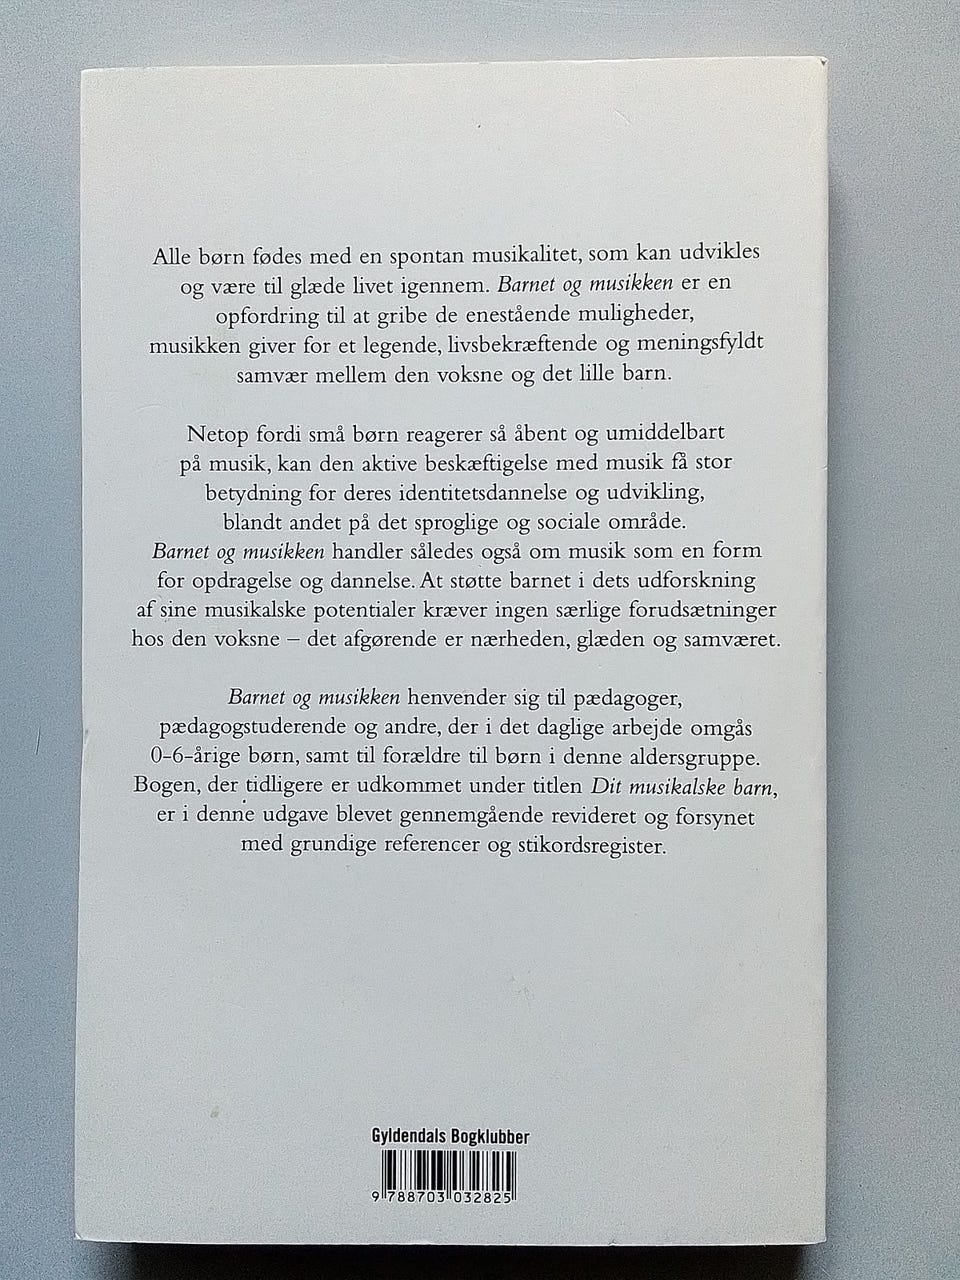 Alle børn fødes med en spontan musikalitet, som kan udvikles
og være til glæde livet igennem. Barnet og musikken er en
opfordring til at gribe de enestående muligheder,
musikken giver for et legende, livsbekræftende og meningsfyldt
samvær mellem den voksne og det lille barn.
Netop fordi små børn reagerer så åbent og umiddelbart
på musik, kan den aktive beskæftigelse med musik få stor
betydning for deres identitetsdannelse og udvikling,
blandt andet på det sproglige og sociale område.
Barnet og musikken handler således også om musik som en form
for opdragelse og dannelse. At støtte barnet i dets udforskning
af sine musikalske potentialer kræver ingen særlige forudsætninger
hos den voksne – det afgørende er nærheden, glæden og samværet.
Barnet og musikken henvender sig til pædagoger,
pædagogstuderende og andre, der i det daglige arbejde omgås
0-6-årige børn, samt til forældre til børn i denne aldersgruppe.
Bogen, der tidligere er udkommet under titlen Dit musikalske barn,
er i denne udgave blevet gennemgående revideret og forsynet
med grundige referencer og stikordsregister.
Gyldendals Bogklubber
9 788703 032825